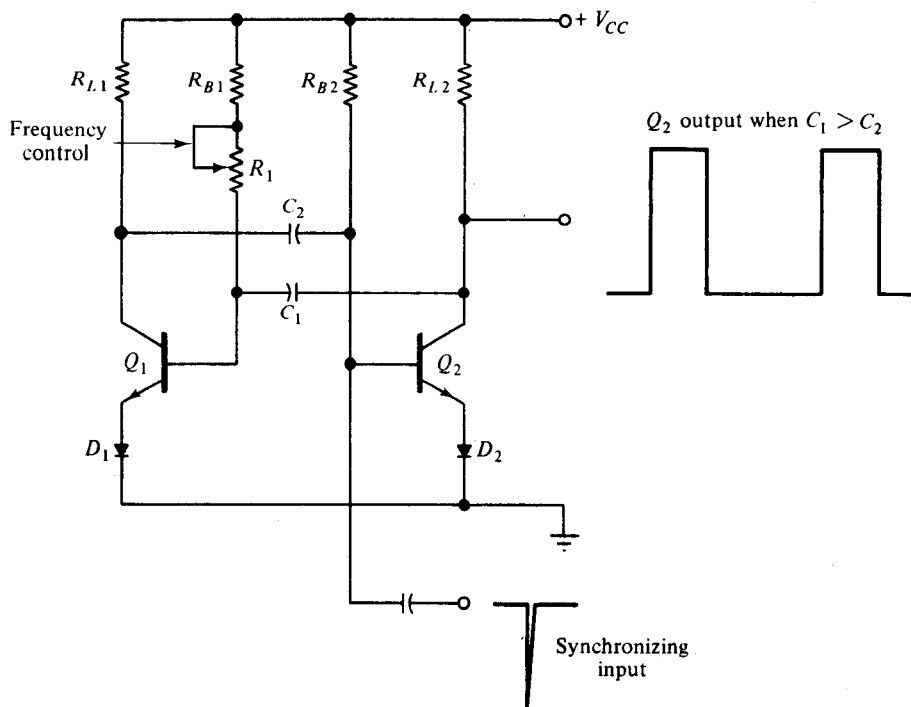 + V_CC
R_L1
R_B1
R_B2
R_L2
Frequency
control
R_1
Q_2 output when C_1 > C_2
C_2
C_1
Q_1
Q_2
D_1
D_2
Synchronizing
input